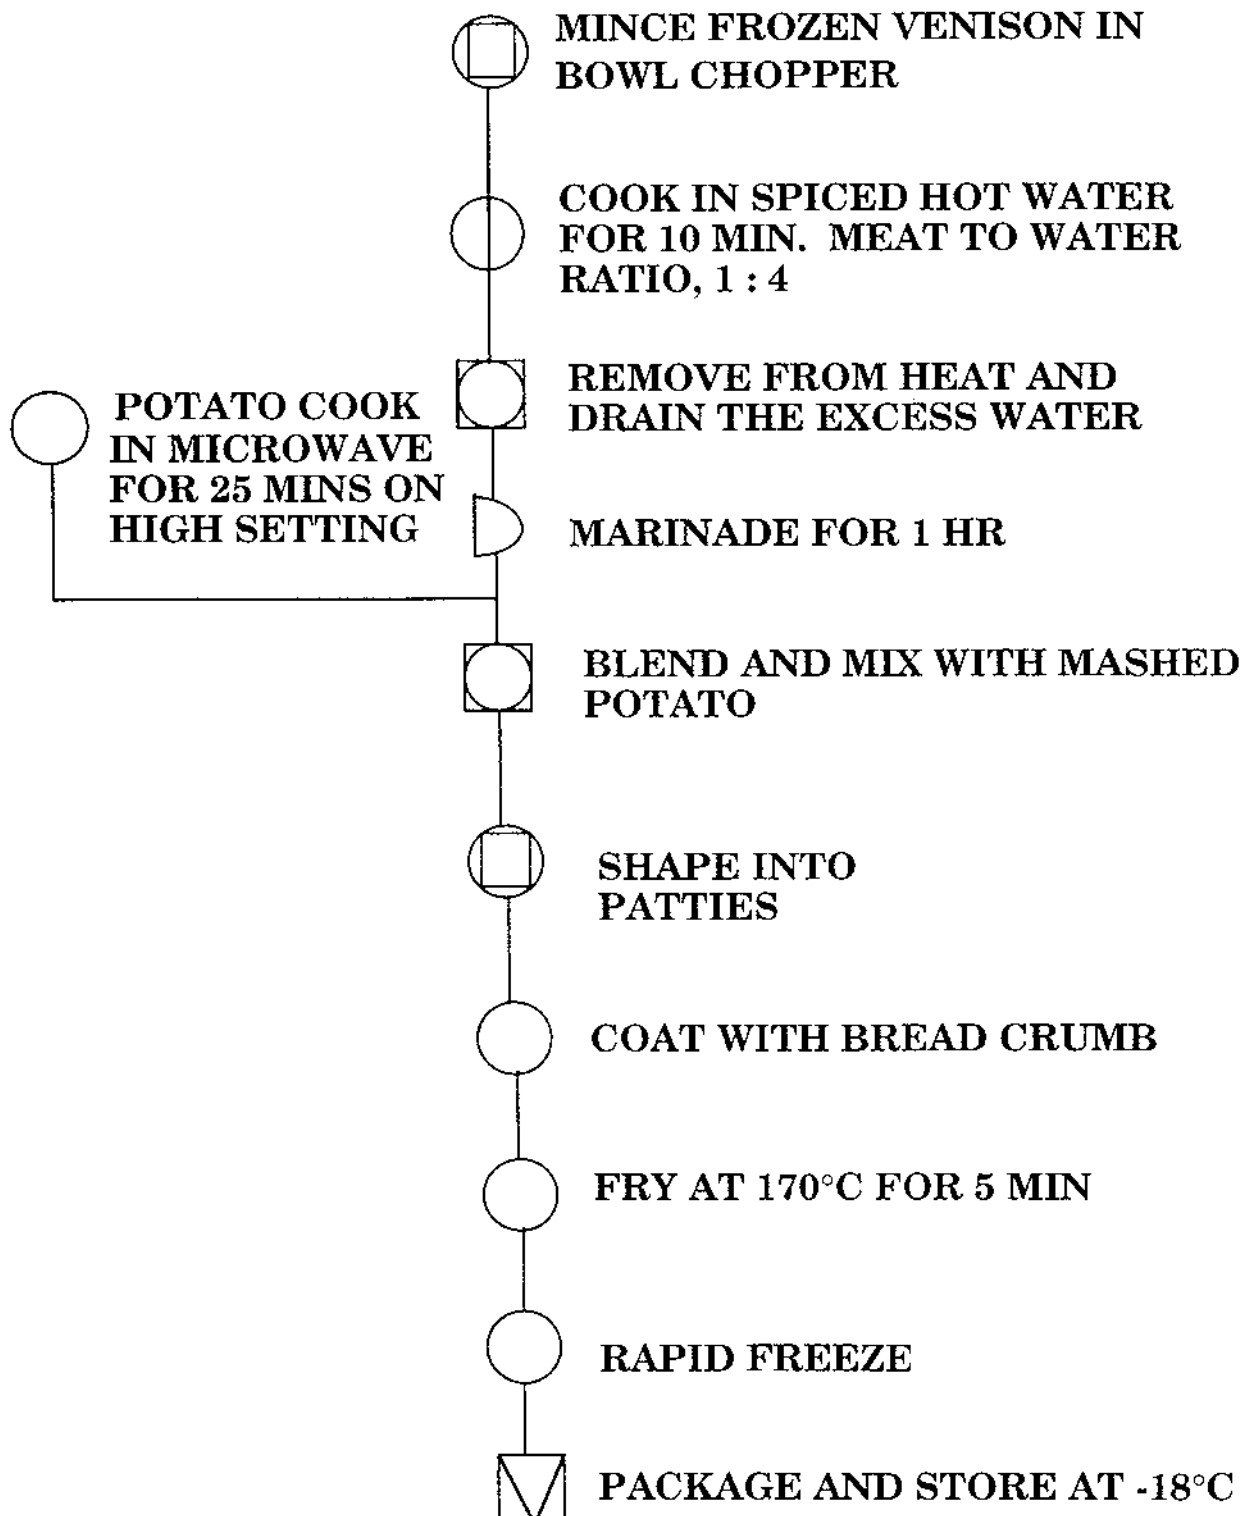 MINCE FROZEN VENISON IN
BOWL CHOPPER
COOK IN SPICED HOT WATER
FOR 10 MIN. MEAT TO WATER
RATIO, 1 : 4
REMOVE FROM HEAT AND
DRAIN THE EXCESS WATER
POTATO COOK
IN MICROWAVE
FOR 25 MINS ON
HIGH SETTING
MARINADE FOR 1 HR
BLEND AND MIX WITH MASHED
POTATO
SHAPE INTO
PATTIES
COAT WITH BREAD CRUMB
FRY AT 170°C FOR 5 MIN
RAPID FREEZE
PACKAGE AND STORE AT -18°C